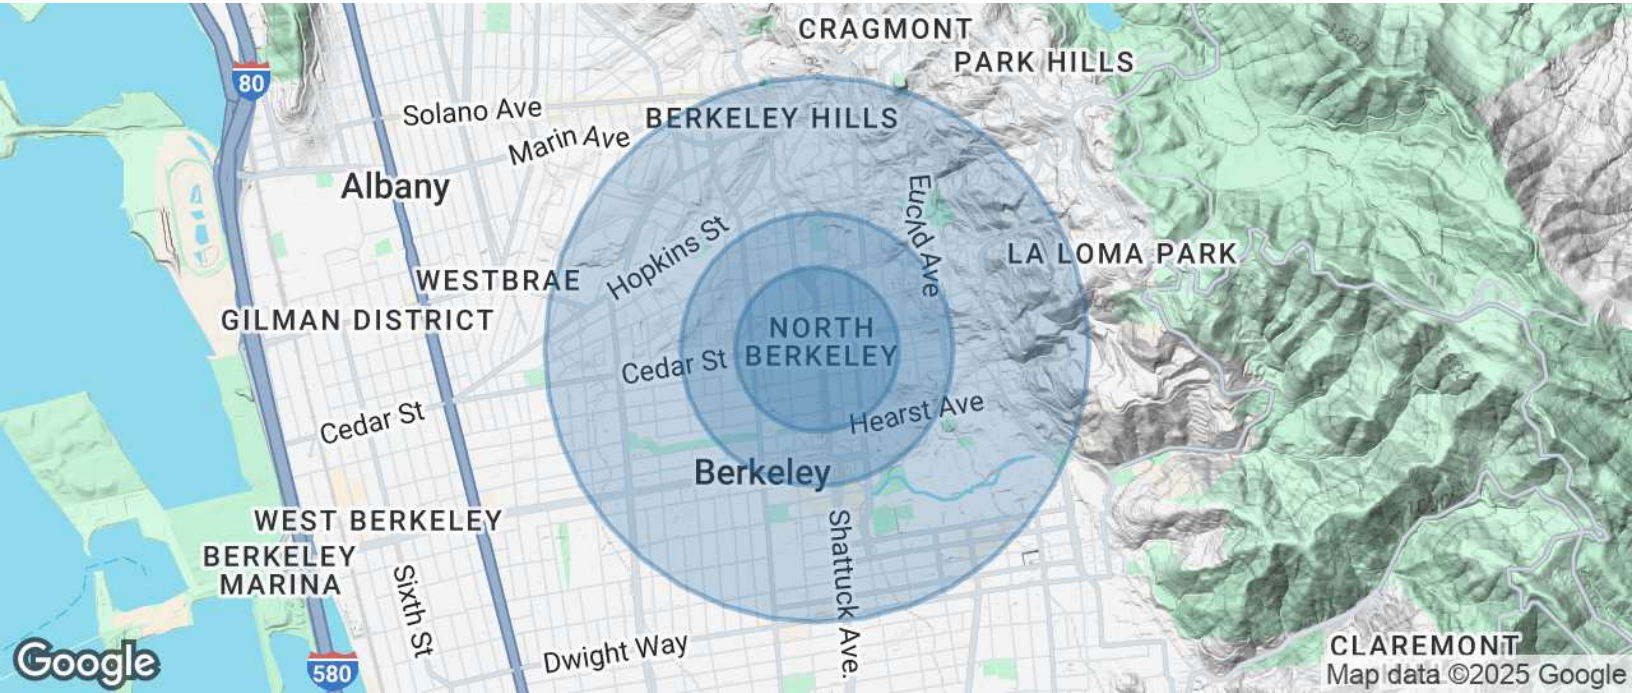 CRAGMONT
PARK HILLS
80
Solano Ave
BERKELEY HILLS
Marin Ave
Albany
Euclid Ave
Hopkins St
LA LOMA PARK
WESTBRAE
GILMAN DISTRICT
NORTH
BERKELEY
Cedar St
Hearst Ave
Cedar St
Berkeley
WEST BERKELEY
BERKELEY
MARINA
Shattuck Ave.
Sixth St
Dwight Way
CLAREMONT
Google
580
Map data ©2025 Google